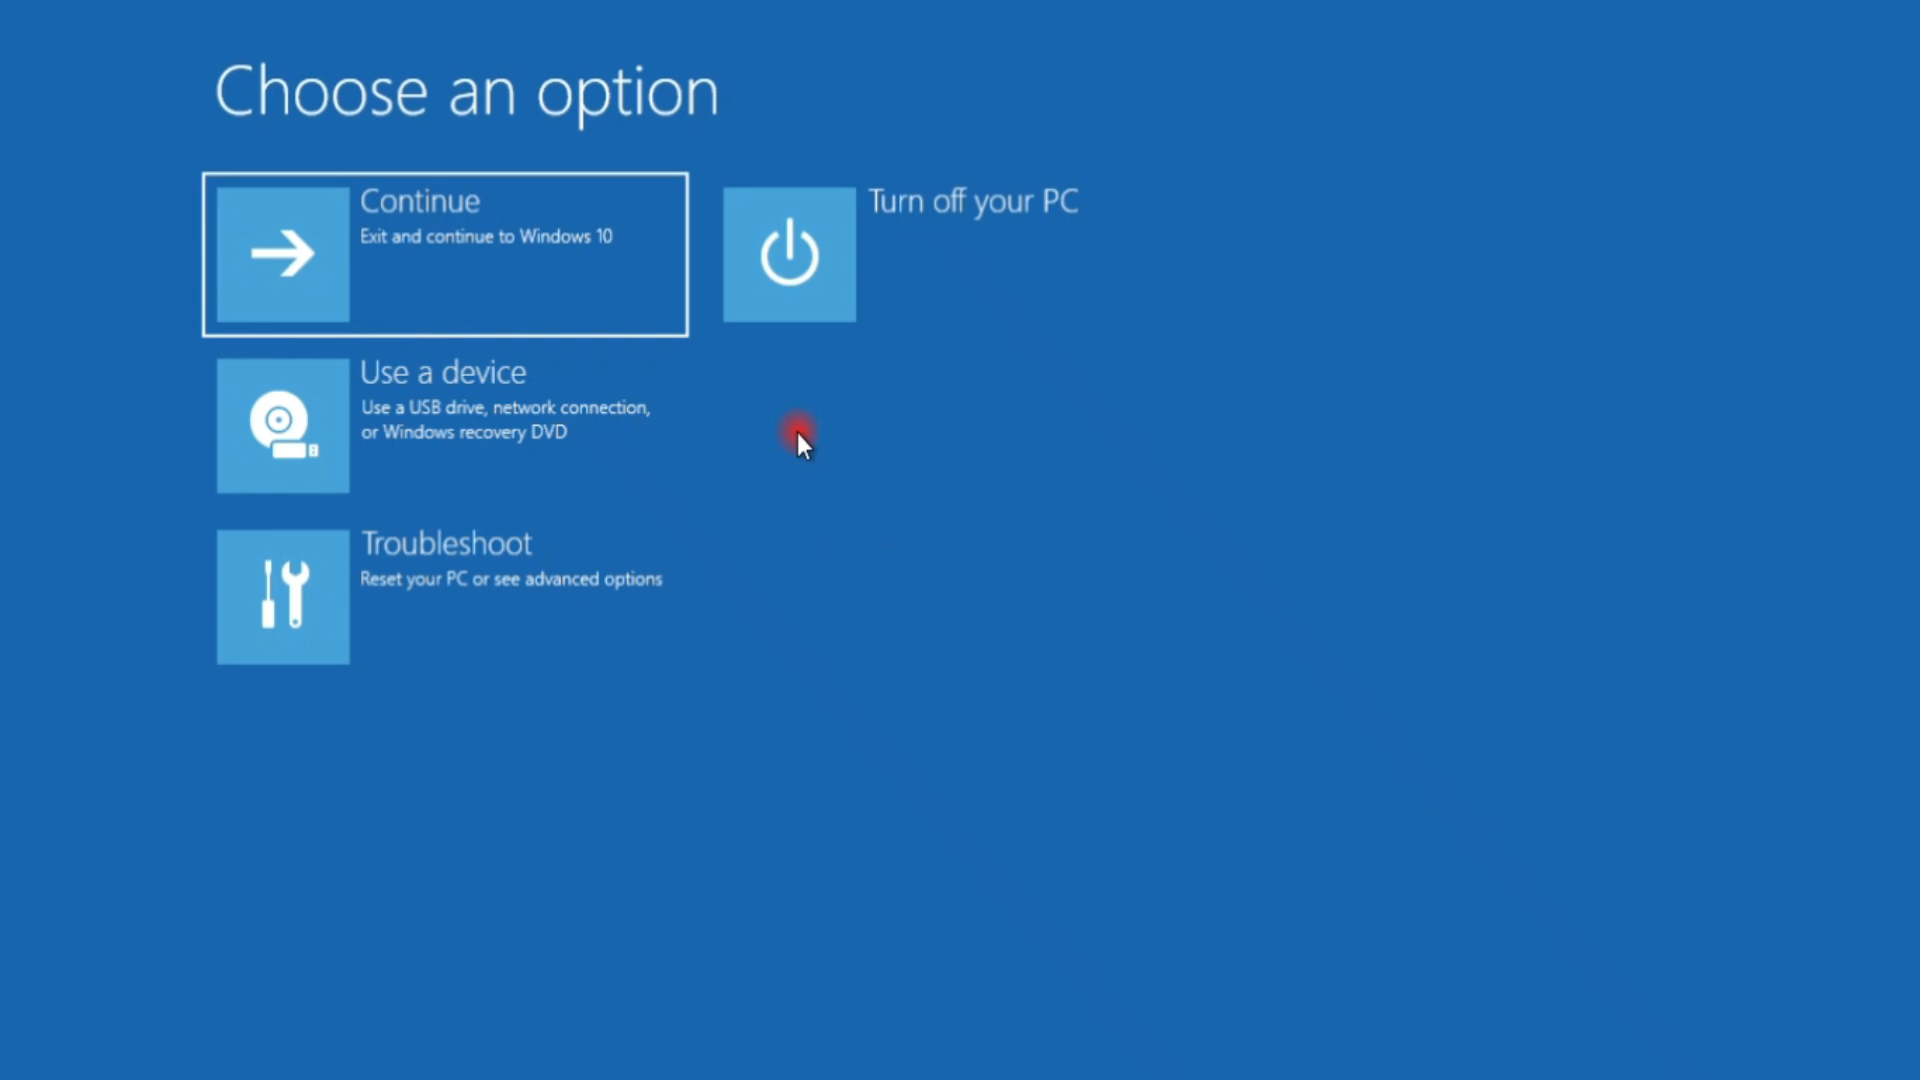 Choose an option
Continue
Exit and continue to Windows 10
Turn off your PC
Use a device
Use a USB drive, network connection,
or Windows recovery DVD
Troubleshoot
Reset your PC or see advanced options